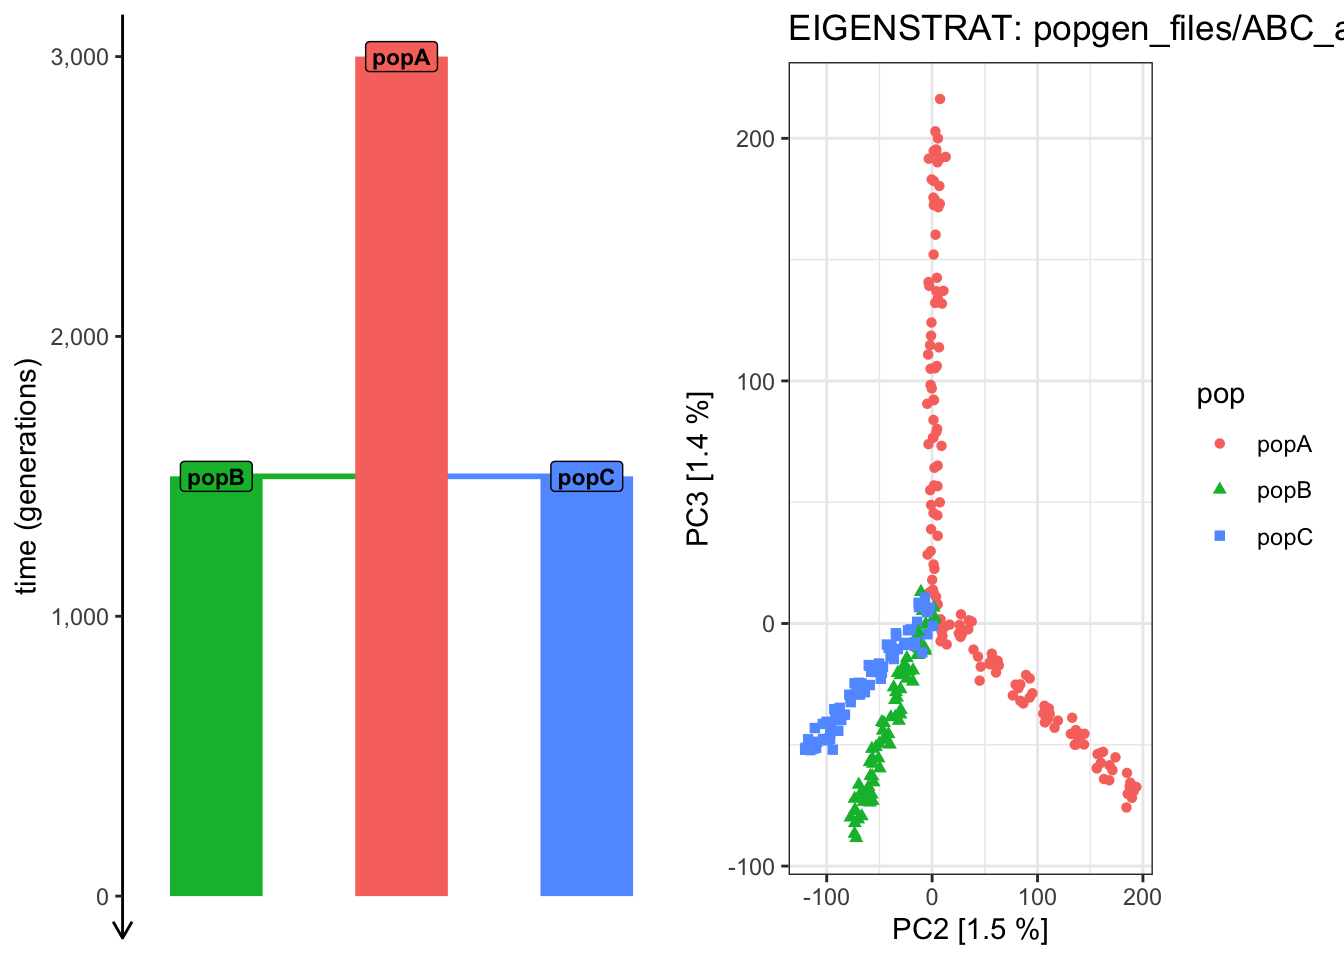 3,000
2,000
1,000
0
time (generations)
popA
popB
popC
EIGENSTRAT: popgen_files/ABC_a
200
100
0
-100
PC3 [1.4 %]
-100
0
100
200
PC2 [1.5 %]
pop
popA
popB
popC